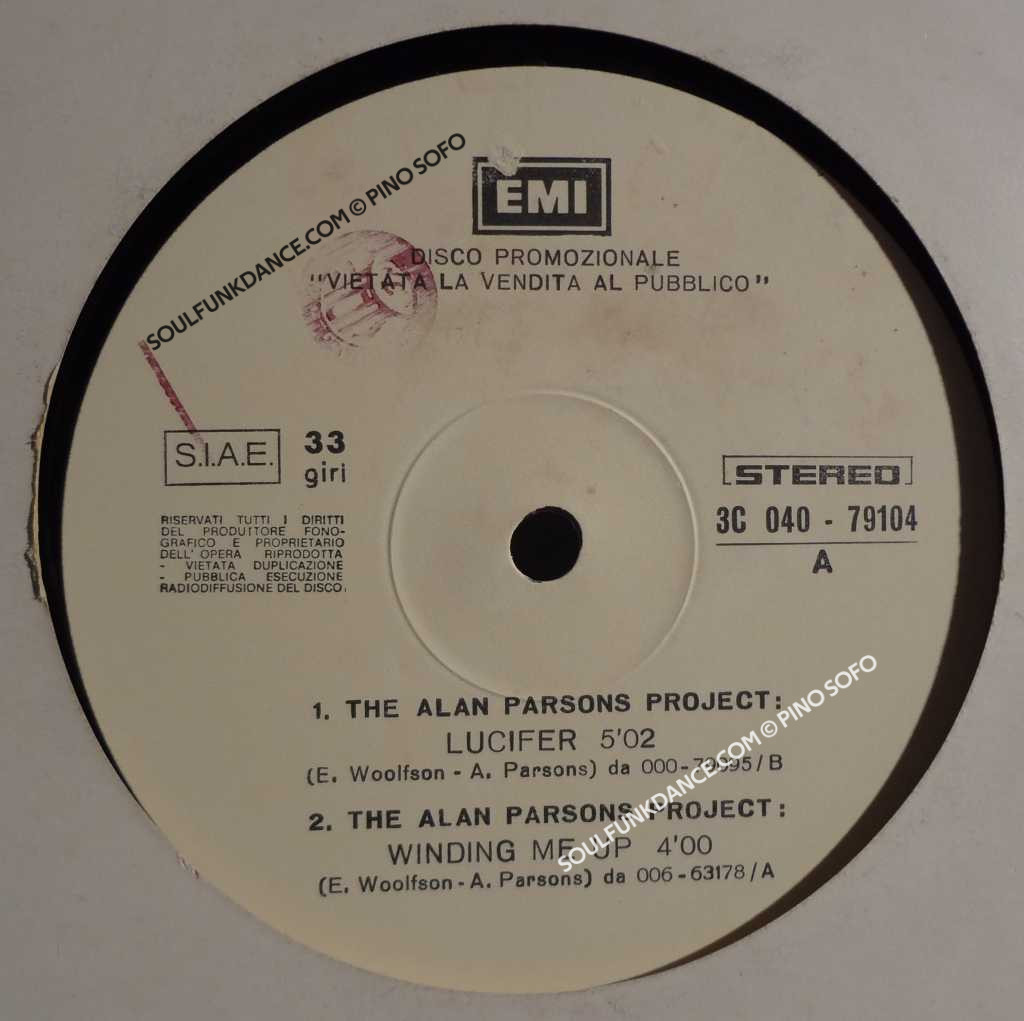 EMI
DISCO PROMOZIONALE
"VIETATA LA VENDITA AL PUBBLICO"
SOULFUNKDANCE.COM © PINO SOFO
S.I.A.E.
33
giri
RISERVATI TUTTI I DIRITTI
DEL PRODUTTORE FONO-
GRAFICO E PROPRIETARIO
DELL' OPERA RIPRODOTTA
- VIETATA DUPLICAZIONE
- PUBBLICA ESECUZIONE
RADIODIFFUSIONE DEL DISCO.
STEREO
3C 040 - 79104
A
1. THE ALAN PARSONS PROJECT:
LUCIFER 5'02
(E. Woolfson - A. Parsons) da
2. THE ALAN PARSONS PROJECT:
WINDING ME UP 4'00
(E. Woolfson - A. Parsons) da 006-63178/A
SOULFUNKDANCE.COM © PINO SOFO